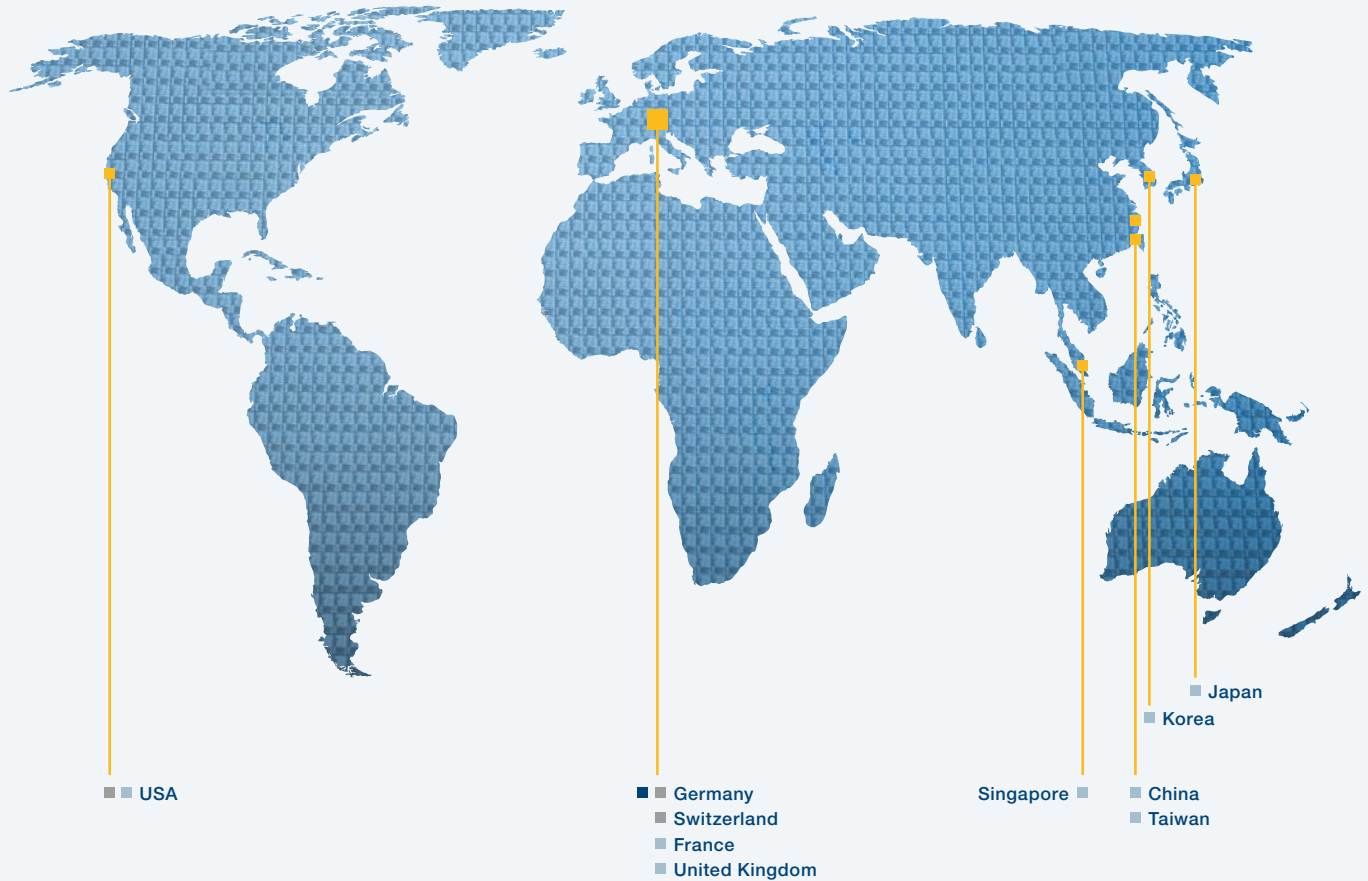 Japan
Korea
USA
Germany
Singapore
China
Switzerland
Taiwan
France
United Kingdom